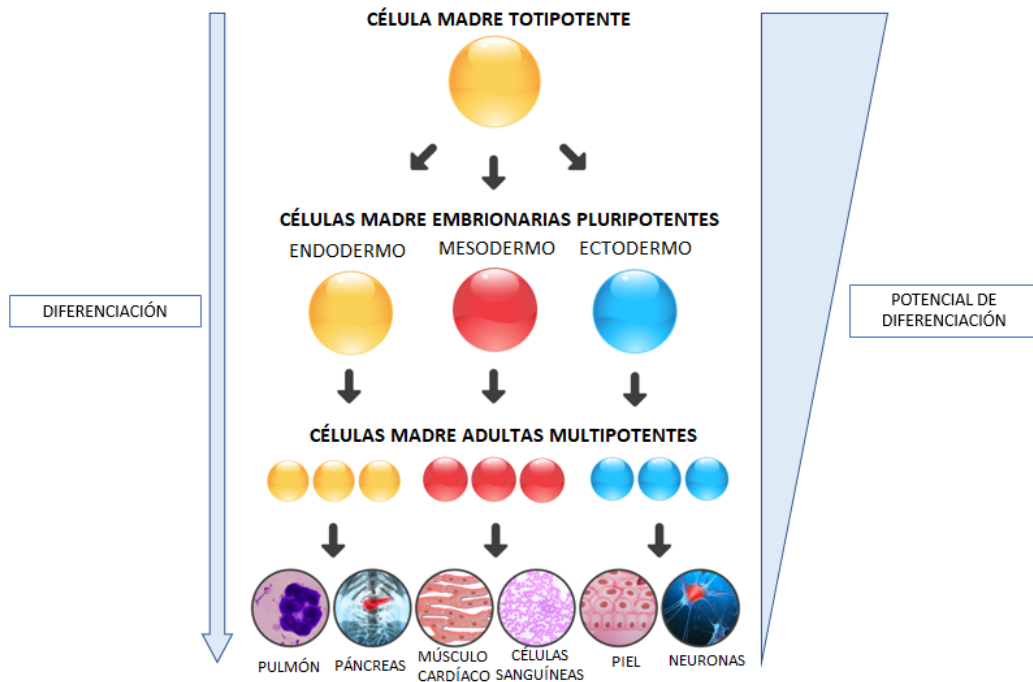 CÉLULA MADRE TOTIPOTENTE
CÉLULAS MADRE EMBRIONARIAS PLURIPOTENTES
ENDODERMO
MESODERMO
ECTODERMO
DIFERENCIACIÓN
POTENCIAL DE
DIFERENCIACIÓN
CÉLULAS MADRE ADULTAS MULTIPOTENTES
PULMÓN
PÁNCREAS
MÚSCULO
CARDÍACO
CÉLULAS
SANGUÍNEAS
PIEL
NEURONAS